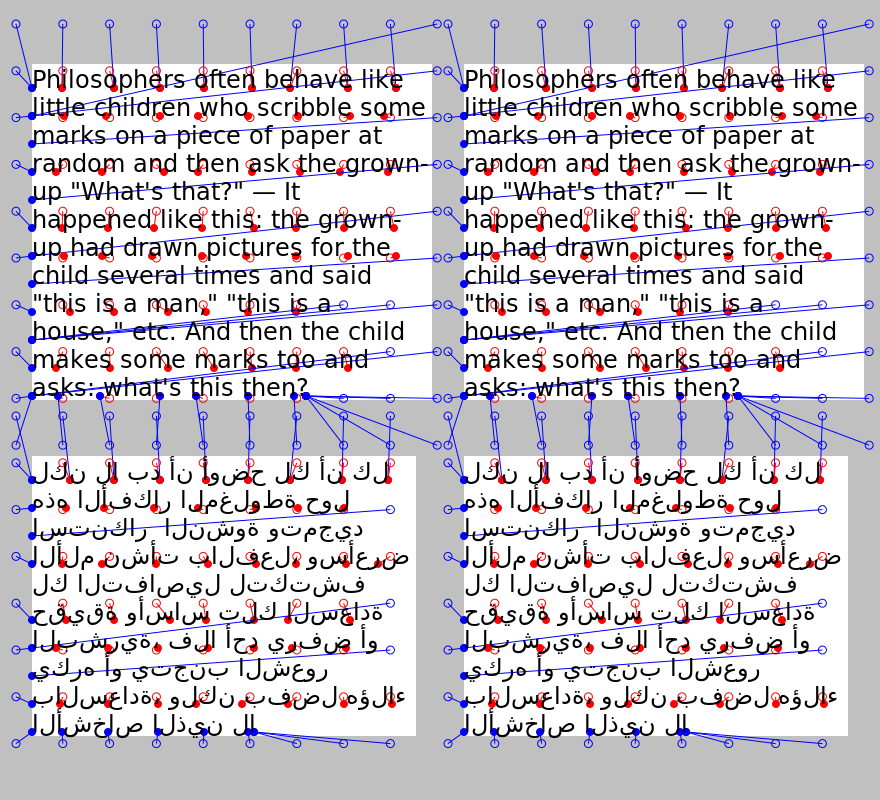 Philosophers often behave like
little children who scribble some
marks on a piece of paper at
random and then ask the grown-
up "What's that?" — It
happened like this: the grown-
up had drawn pictures for the
child several times and said
"this is a man," "this is a
house," etc. And then the child
makes some marks too and
asks: what's this then?
Philosophers often behave like
little children who scribble some
marks on a piece of paper at
random and then ask the grown-
up "What's that?" — It
happened like this: the grown-
up had drawn pictures for the
child several times and said
"this is a man," "this is a
house," etc. And then the child
makes some marks too and
asks: what's this then?
لكن لا بد أن أوضح لك أن كل
هذه الأفكار المغلوطة حول
استنكار  النشوة وتمجيد
الألم نشأت بالفعل، وسأعرض
لك التفاصيل لتكتشف
حقيقة وأساس تلك السعادة
البشرية، فلا أحد يرفض أو
يكره أو يتجنب الشعور
بالسعادة، ولكن بفضل هؤلاء
الأشخاص الذين لا
لكن لا بد أن أوضح لك أن كل
هذه الأفكار المغلوطة حول
استنكار  النشوة وتمجيد
الألم نشأت بالفعل، وسأعرض
لك التفاصيل لتكتشف
حقيقة وأساس تلك السعادة
البشرية، فلا أحد يرفض أو
يكره أو يتجنب الشعور
بالسعادة، ولكن بفضل هؤلاء
الأشخاص الذين لا